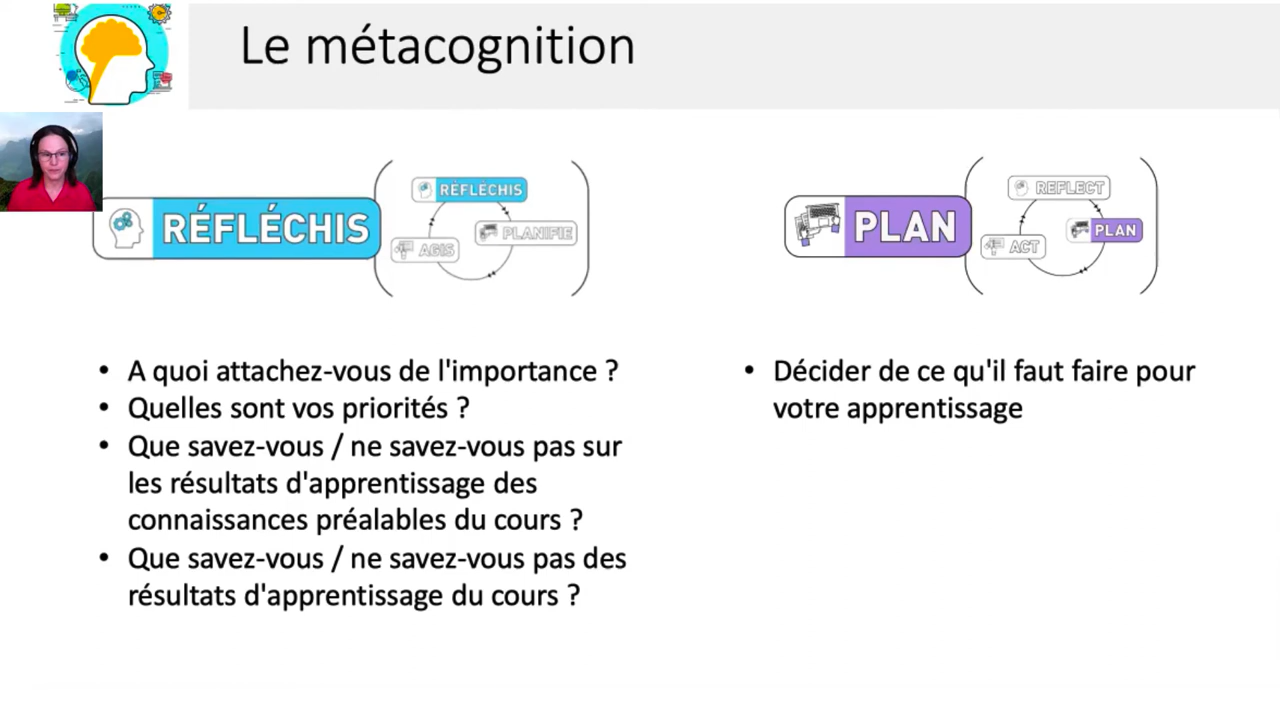 Le métacognition
RÉFLÉCHIS
RÉFLÉCHIS
PLANIFIE
AGIS
PLAN
REFLECT
PLAN
ACT
• A quoi attachez-vous de l'importance ?
• Quelles sont vos priorités ?
• Que savez-vous / ne savez-vous pas sur
les résultats d'apprentissage des
connaissances préalables du cours ?
• Que savez-vous / ne savez-vous pas des
résultats d'apprentissage du cours ?
• Décider de ce qu'il faut faire pour
votre apprentissage